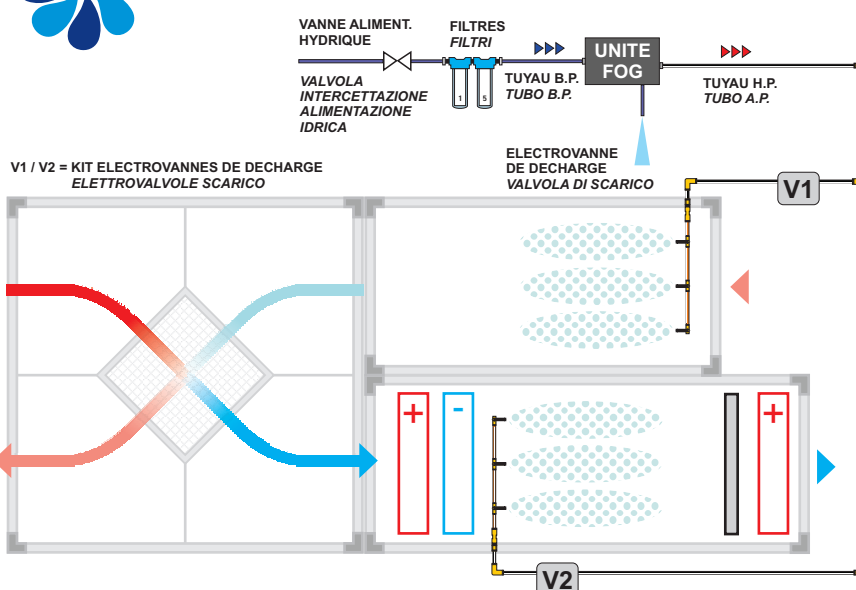 VANNE ALIMENT.
HYDRIQUE
VALVOLA
INTERCETTAZIONE
ALIMENTAZIONE
IDRICA
FILTRES
FILTRI
1
5
TUYAU B.P.
TUBO B.P.
UNITE
FOG
TUYAU H.P.
TUBO A.P.
ELECTROVANNE
DE DECHARGE
VALVOLA DI SCARICO
V1 / V2 = KIT ELECTROVANNES DE DECHARGE
ELETTROVALVOLE SCARICO
V1
+
-
+
V2